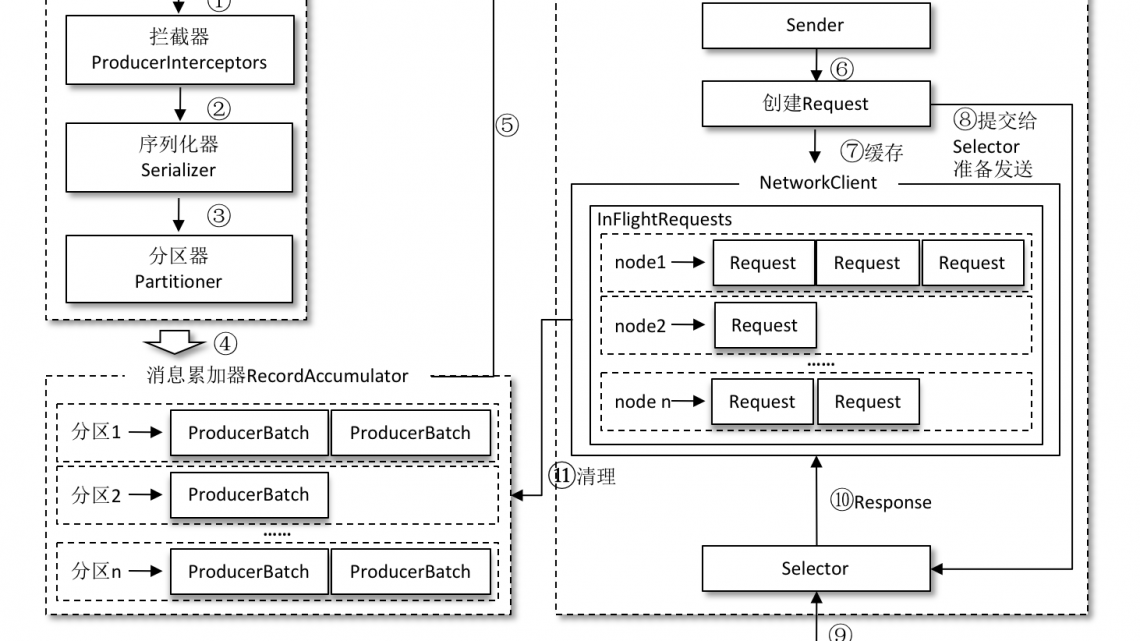 ①
拦截器
ProducerInterceptors
②
序列化器
Serializer
③
分区器
Partitioner
④
消息累加器RecordAccumulator
分区1
ProducerBatch
ProducerBatch
分区2
ProducerBatch
......
分区n
ProducerBatch
ProducerBatch
⑤
Sender
⑥
创建Request
⑦缓存
⑧提交给
Selector
准备发送
NetworkClient
InFlightRequests
node1
Request
Request
Request
node2
Request
......
node n
Request
Request
⑪清理
⑩Response
Selector
⑨